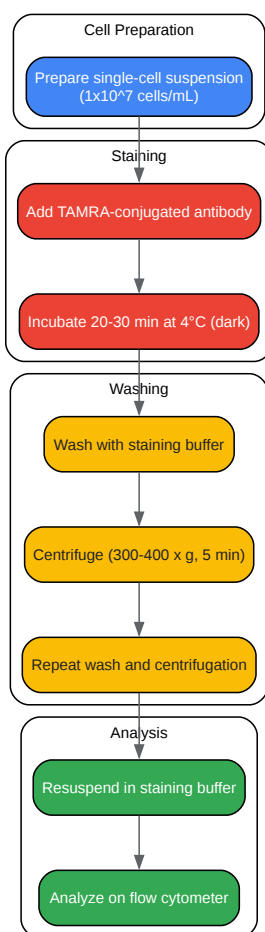 Cell Preparation
Prepare single-cell suspension
(1x10^7 cells/mL)
Staining
Add TAMRA-conjugated antibody
Incubate 20-30 min at 4°C (dark)
Washing
Wash with staining buffer
Centrifuge (300-400 x g, 5 min)
Repeat wash and centrifugation
Analysis
Resuspend in staining buffer
Analyze on flow cytometer